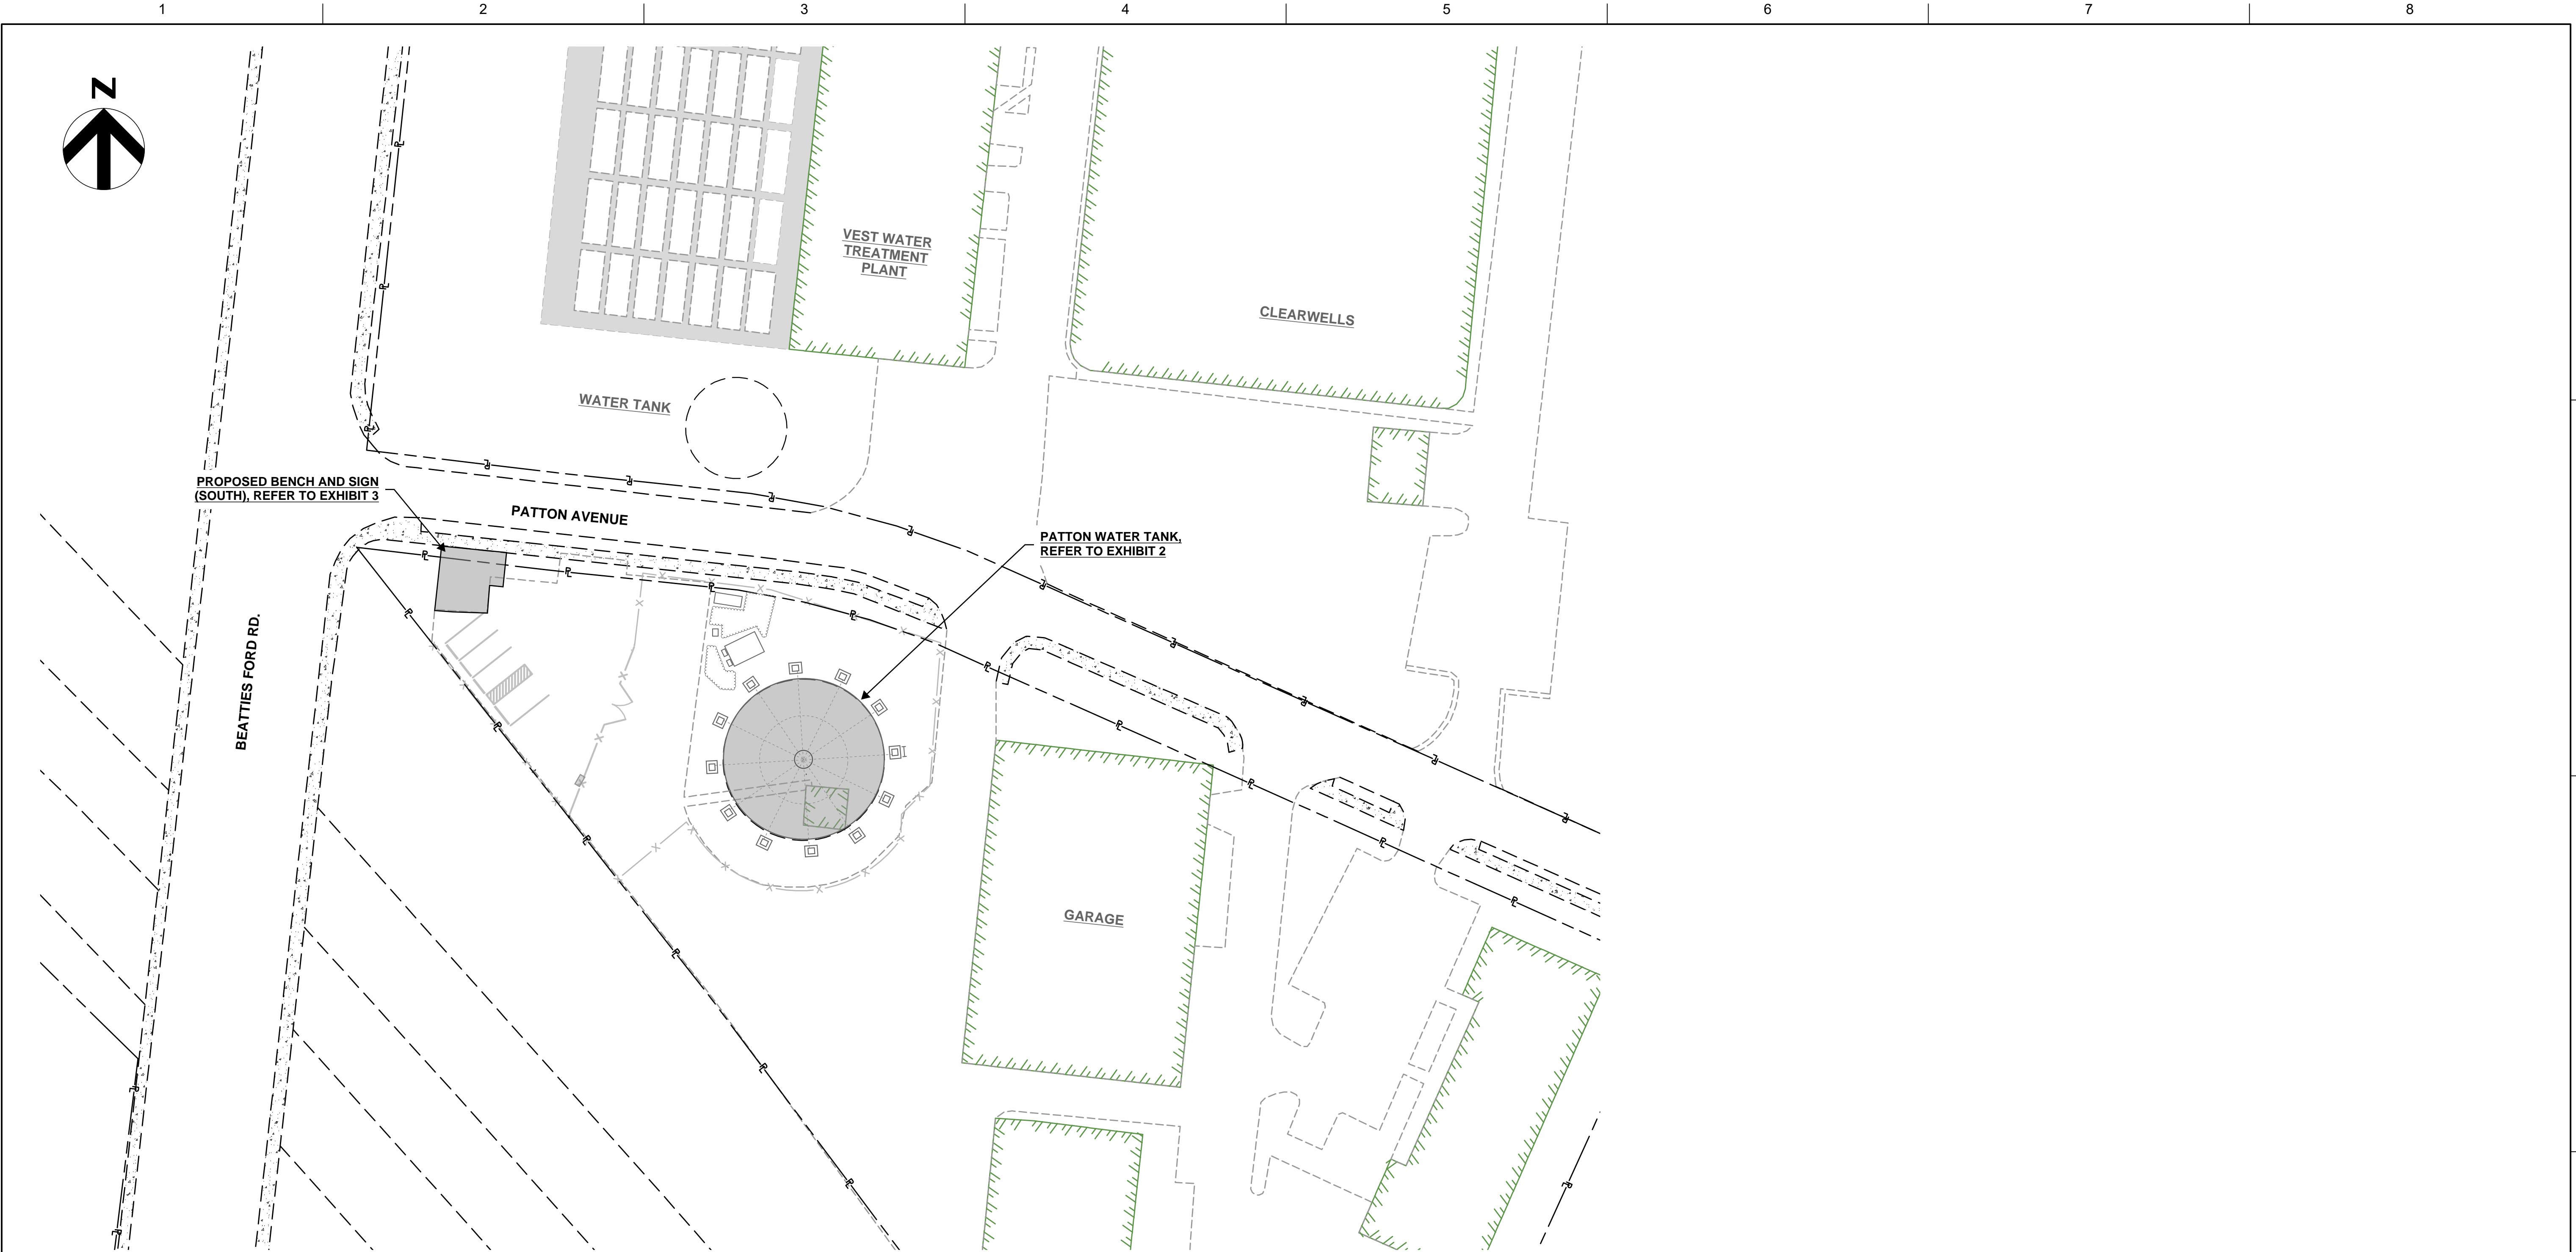 1 2 3 4 5 6 7 8
N
VEST WATER
TREATMENT
PLANT
CLEARWELLS
WATER TANK
PROPOSED BENCH AND SIGN
(SOUTH), REFER TO EXHIBIT 3
PATTON AVENUE
PATTON WATER TANK,
REFER TO EXHIBIT 2
BEATTIES FORD RD.
GARAGE